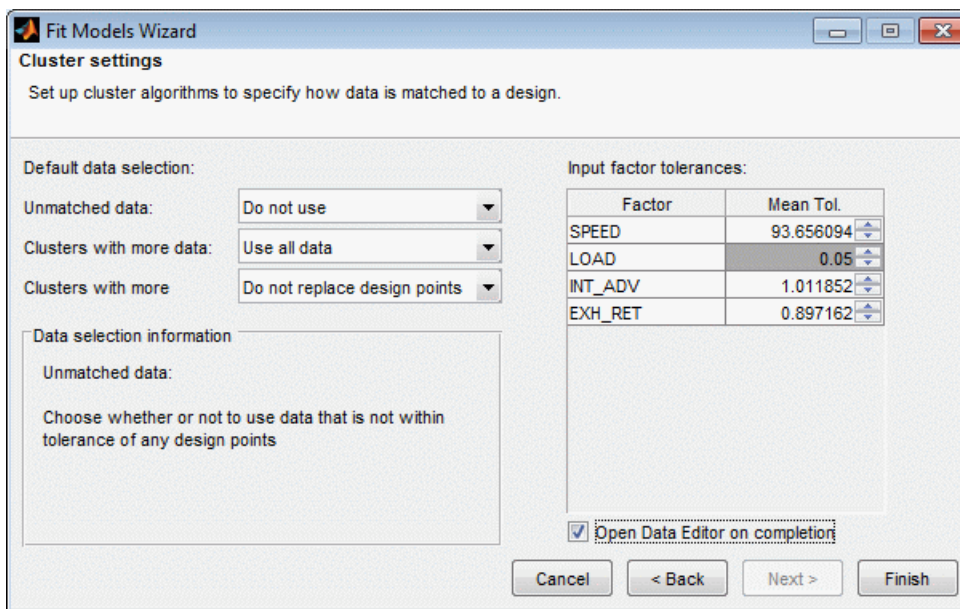 Fit Models Wizard
Cluster settings
Set up cluster algorithms to specify how data is matched to a design.
Default data selection:
Unmatched data: Do not use
Clusters with more data: Use all data
Clusters with more Do not replace design points
Data selection information
Unmatched data:
Choose whether or not to use data that is not within
tolerance of any design points
Input factor tolerances:
Factor Mean Tol.
SPEED 93.656094
LOAD 0.05
INT_ADV 1.011852
EXH_RET 0.897162
Open Data Editor on completion
Cancel < Back Next > Finish